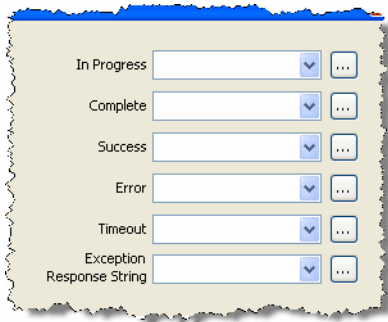 In Progress
...
Complete
...
Success
...
Error
...
Timeout
...
Exception
Response String
...